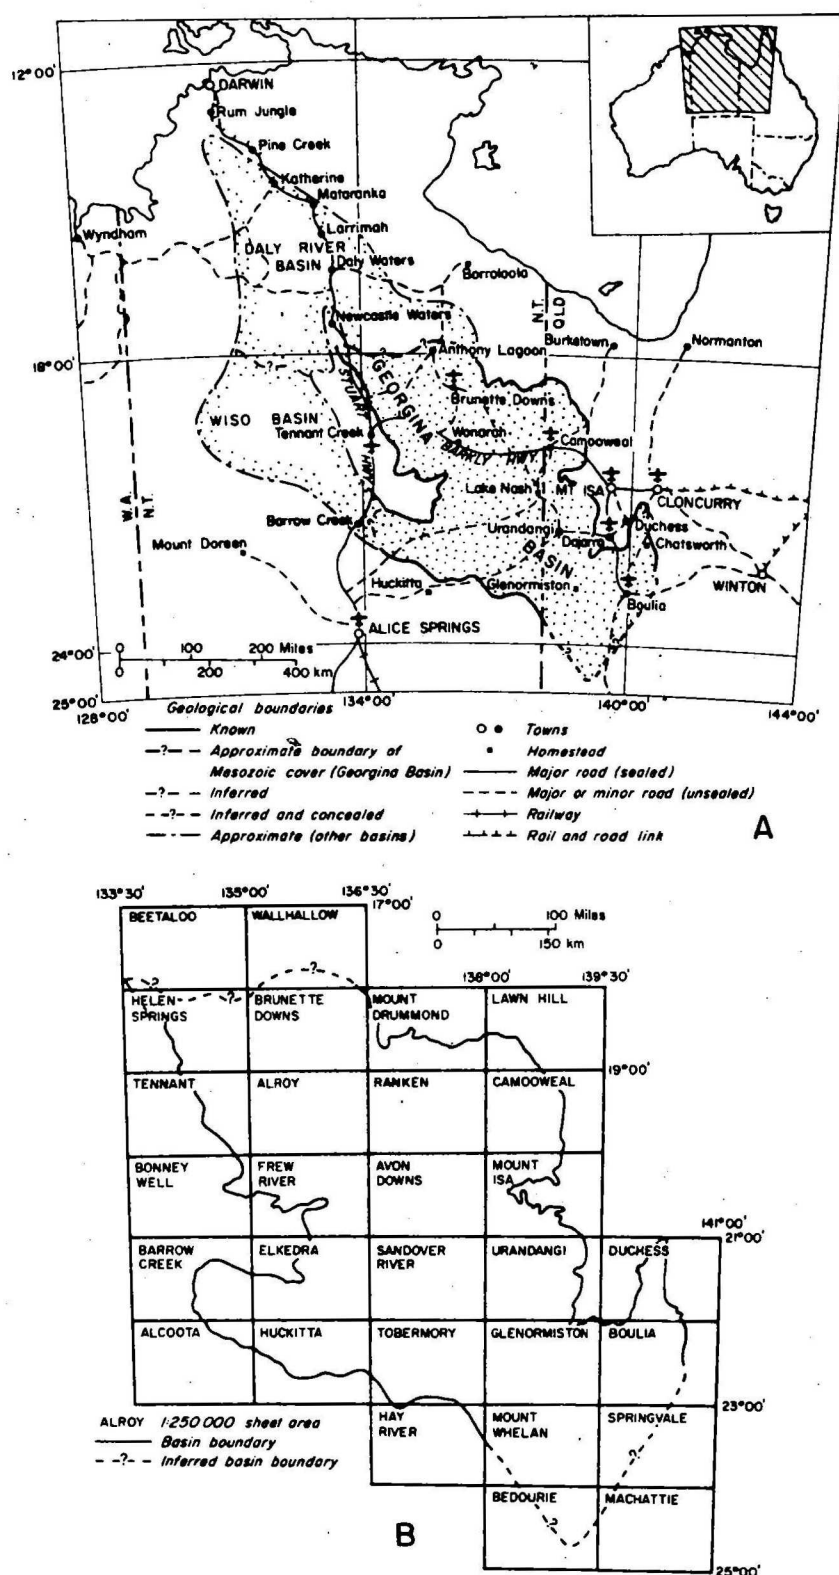 12°00'
DARWIN
Rum Jungle
Pine Creek
Katherine
Mataranka
Wyndham
Larrimah
DALY RIVER
BASIN
Daly Waters
Borroloola
N.T.
QLD
Newcastle Waters
Burketown
Normanton
18°00'
Anthony Lagoon
STUART
GEORGINA
Brunette Downs
WISO BASIN
Tennant Creek
Wonarah
BARKLY HWY
Camooweal
HWY
Lake Nash
MT ISA
CLONCURRY
W.A.
N.T.
Barrow Creek
Urandangi
Dajarra
Duchess
Chatsworth
Mount Doreen
BASIN
Huckitta
Glenormiston
Boulia
WINTON
ALICE SPRINGS
24°00'
0 200 200 Miles
0 200 400 km
25°00'
128°00'
134°00'
140°00'
144°00'
Geological boundaries
Known
—?— Approximate boundary of
Mesozoic cover (Georgina Basin)
—?— Inferred
--?- Inferred and concealed
Approximate (other basins)
Towns
Homestead
Major road (sealed)
Major or minor road (unsealed)
Railway
Rail and road link
A
133°30' 135°00' 136°30'
17°00'
BEETALOO WALLHALLOW
0 100 Miles
0 150 km
138°00' 139°30'
? ? ?
HELEN SPRINGS
BRUNETTE DOWNS
MOUNT DRUMMOND
LAWN HILL
19°00'
TENNANT ALROY RANKEN CAMOOWEAL
BONNEY WELL
FREW RIVER
AVON DOWNS
MOUNT ISA
141°00'
21°00'
BARROW CREEK
ELKEDRA
SANDOVER RIVER
URANDANGI
DUCHESS
ALCOOTA HUCKITTA TOBERMORY GLENORMISTON BOULIA
23°00'
HAY RIVER
MOUNT WHELAN
SPRINGVALE
?
ALROY 1:250 000 sheet area
Basin boundary
--?-- Inferred basin boundary
BEDOURIE MACHATTIE
?
B
25°00'